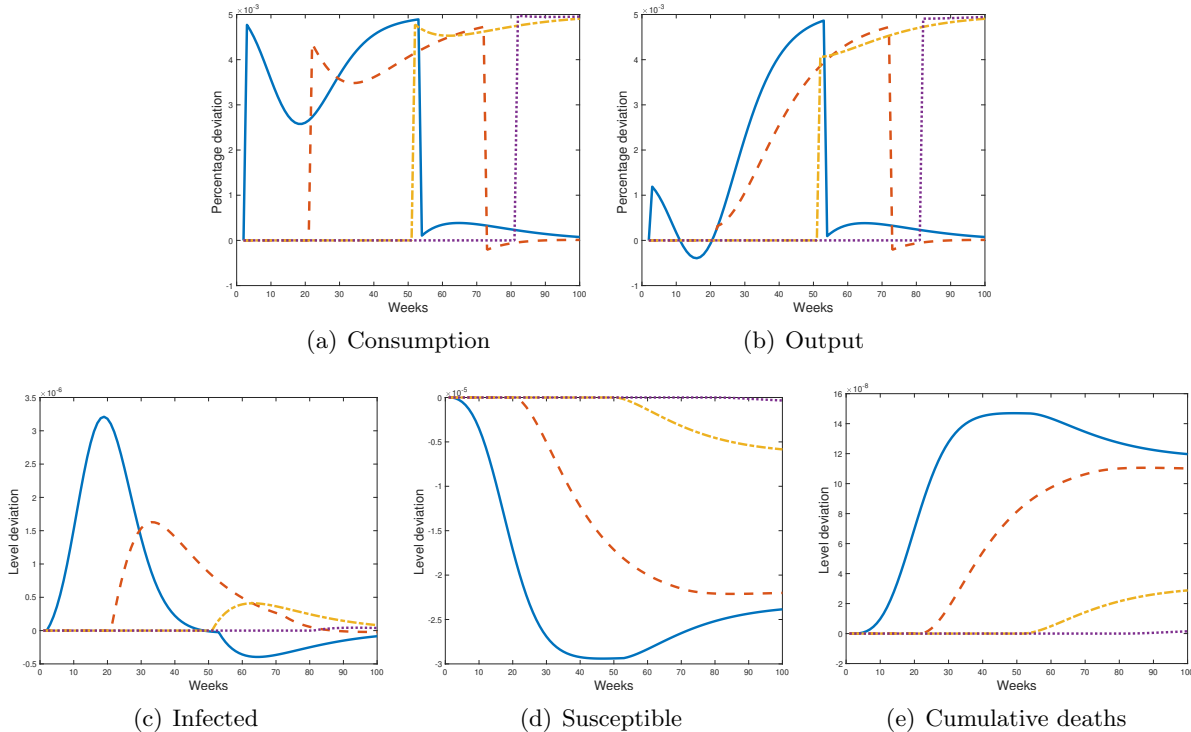 ×10⁻³
5
4
3
2
1
0
-1
Percentage deviation
0 10 20 30 40 50 60 70 80 90 100
Weeks
(a) Consumption
×10⁻³
5
4
3
2
1
0
-1
Percentage deviation
0 10 20 30 40 50 60 70 80 90 100
Weeks
(b) Output
×10⁻⁶
3.5
3
2.5
2
1.5
1
0.5
0
-0.5
Level deviation
0 10 20 30 40 50 60 70 80 90 100
Weeks
(c) Infected
×10⁻⁵
0
-0.5
-1
-1.5
-2
-2.5
-3
Level deviation
0 10 20 30 40 50 60 70 80 90 100
Weeks
(d) Susceptible
×10⁻⁸
16
14
12
10
8
6
4
2
0
-2
Level deviation
0 10 20 30 40 50 60 70 80 90 100
Weeks
(e) Cumulative deaths